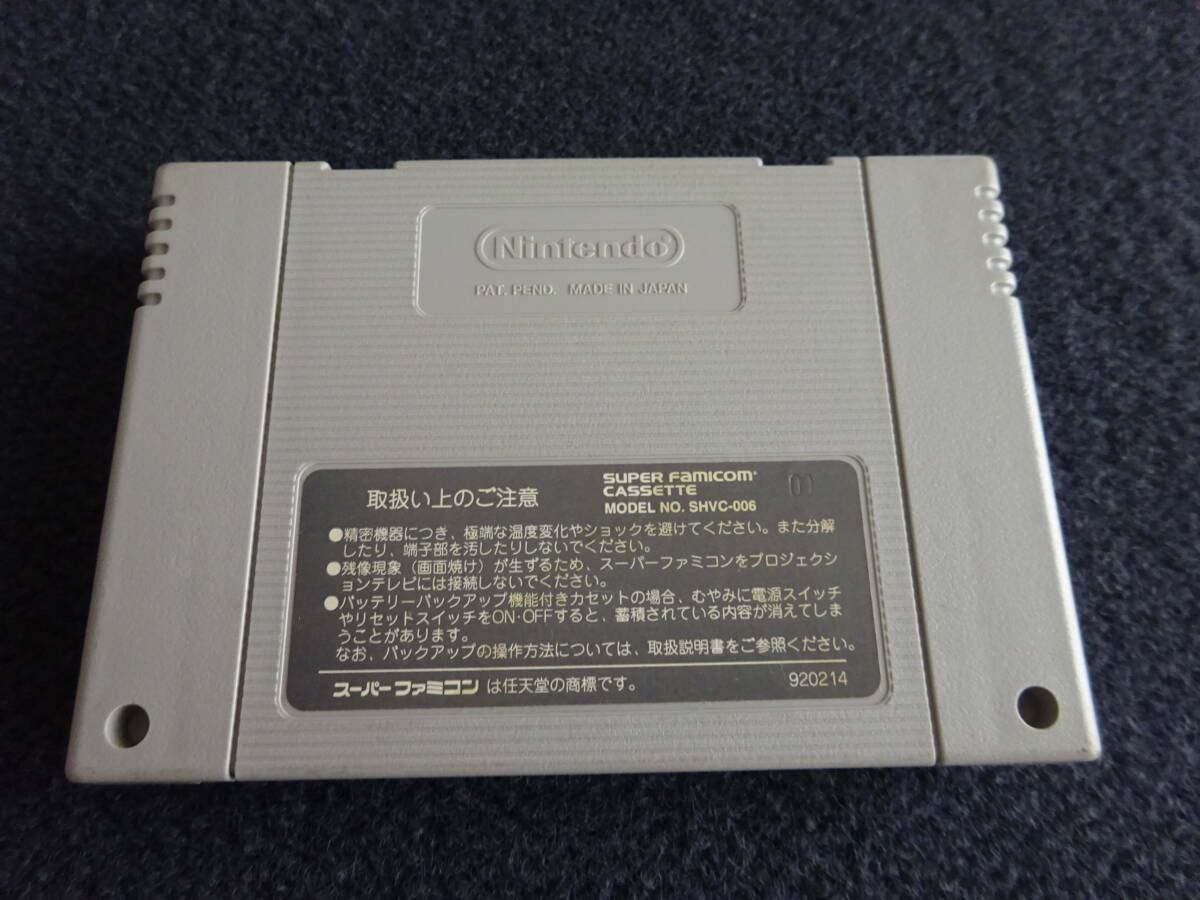 Nintendo®
PAT. PEND. MADE IN JAPAN
取扱い上のご注意
SUPER FAMICOM®
CASSETTE
MODEL NO. SHVC-006
●精密機器につき、極端な温度変化やショックを避けてください。また分解
したり、端子部を汚したりしないでください。
●残像現象（画面焼け）が生ずるため、スーパーファミコンをプロジェクシ
ョンテレビには接続しないでください。
●バッテリーバックアップ機能付きカセットの場合、むやみに電源スイッチ
やリセットスイッチをON・OFFすると、蓄積されている内容が消えてしま
うことがあります。
なお、バックアップの操作方法については、取扱説明書をご参照ください。
スーパーファミコンは任天堂の商標です。
920214